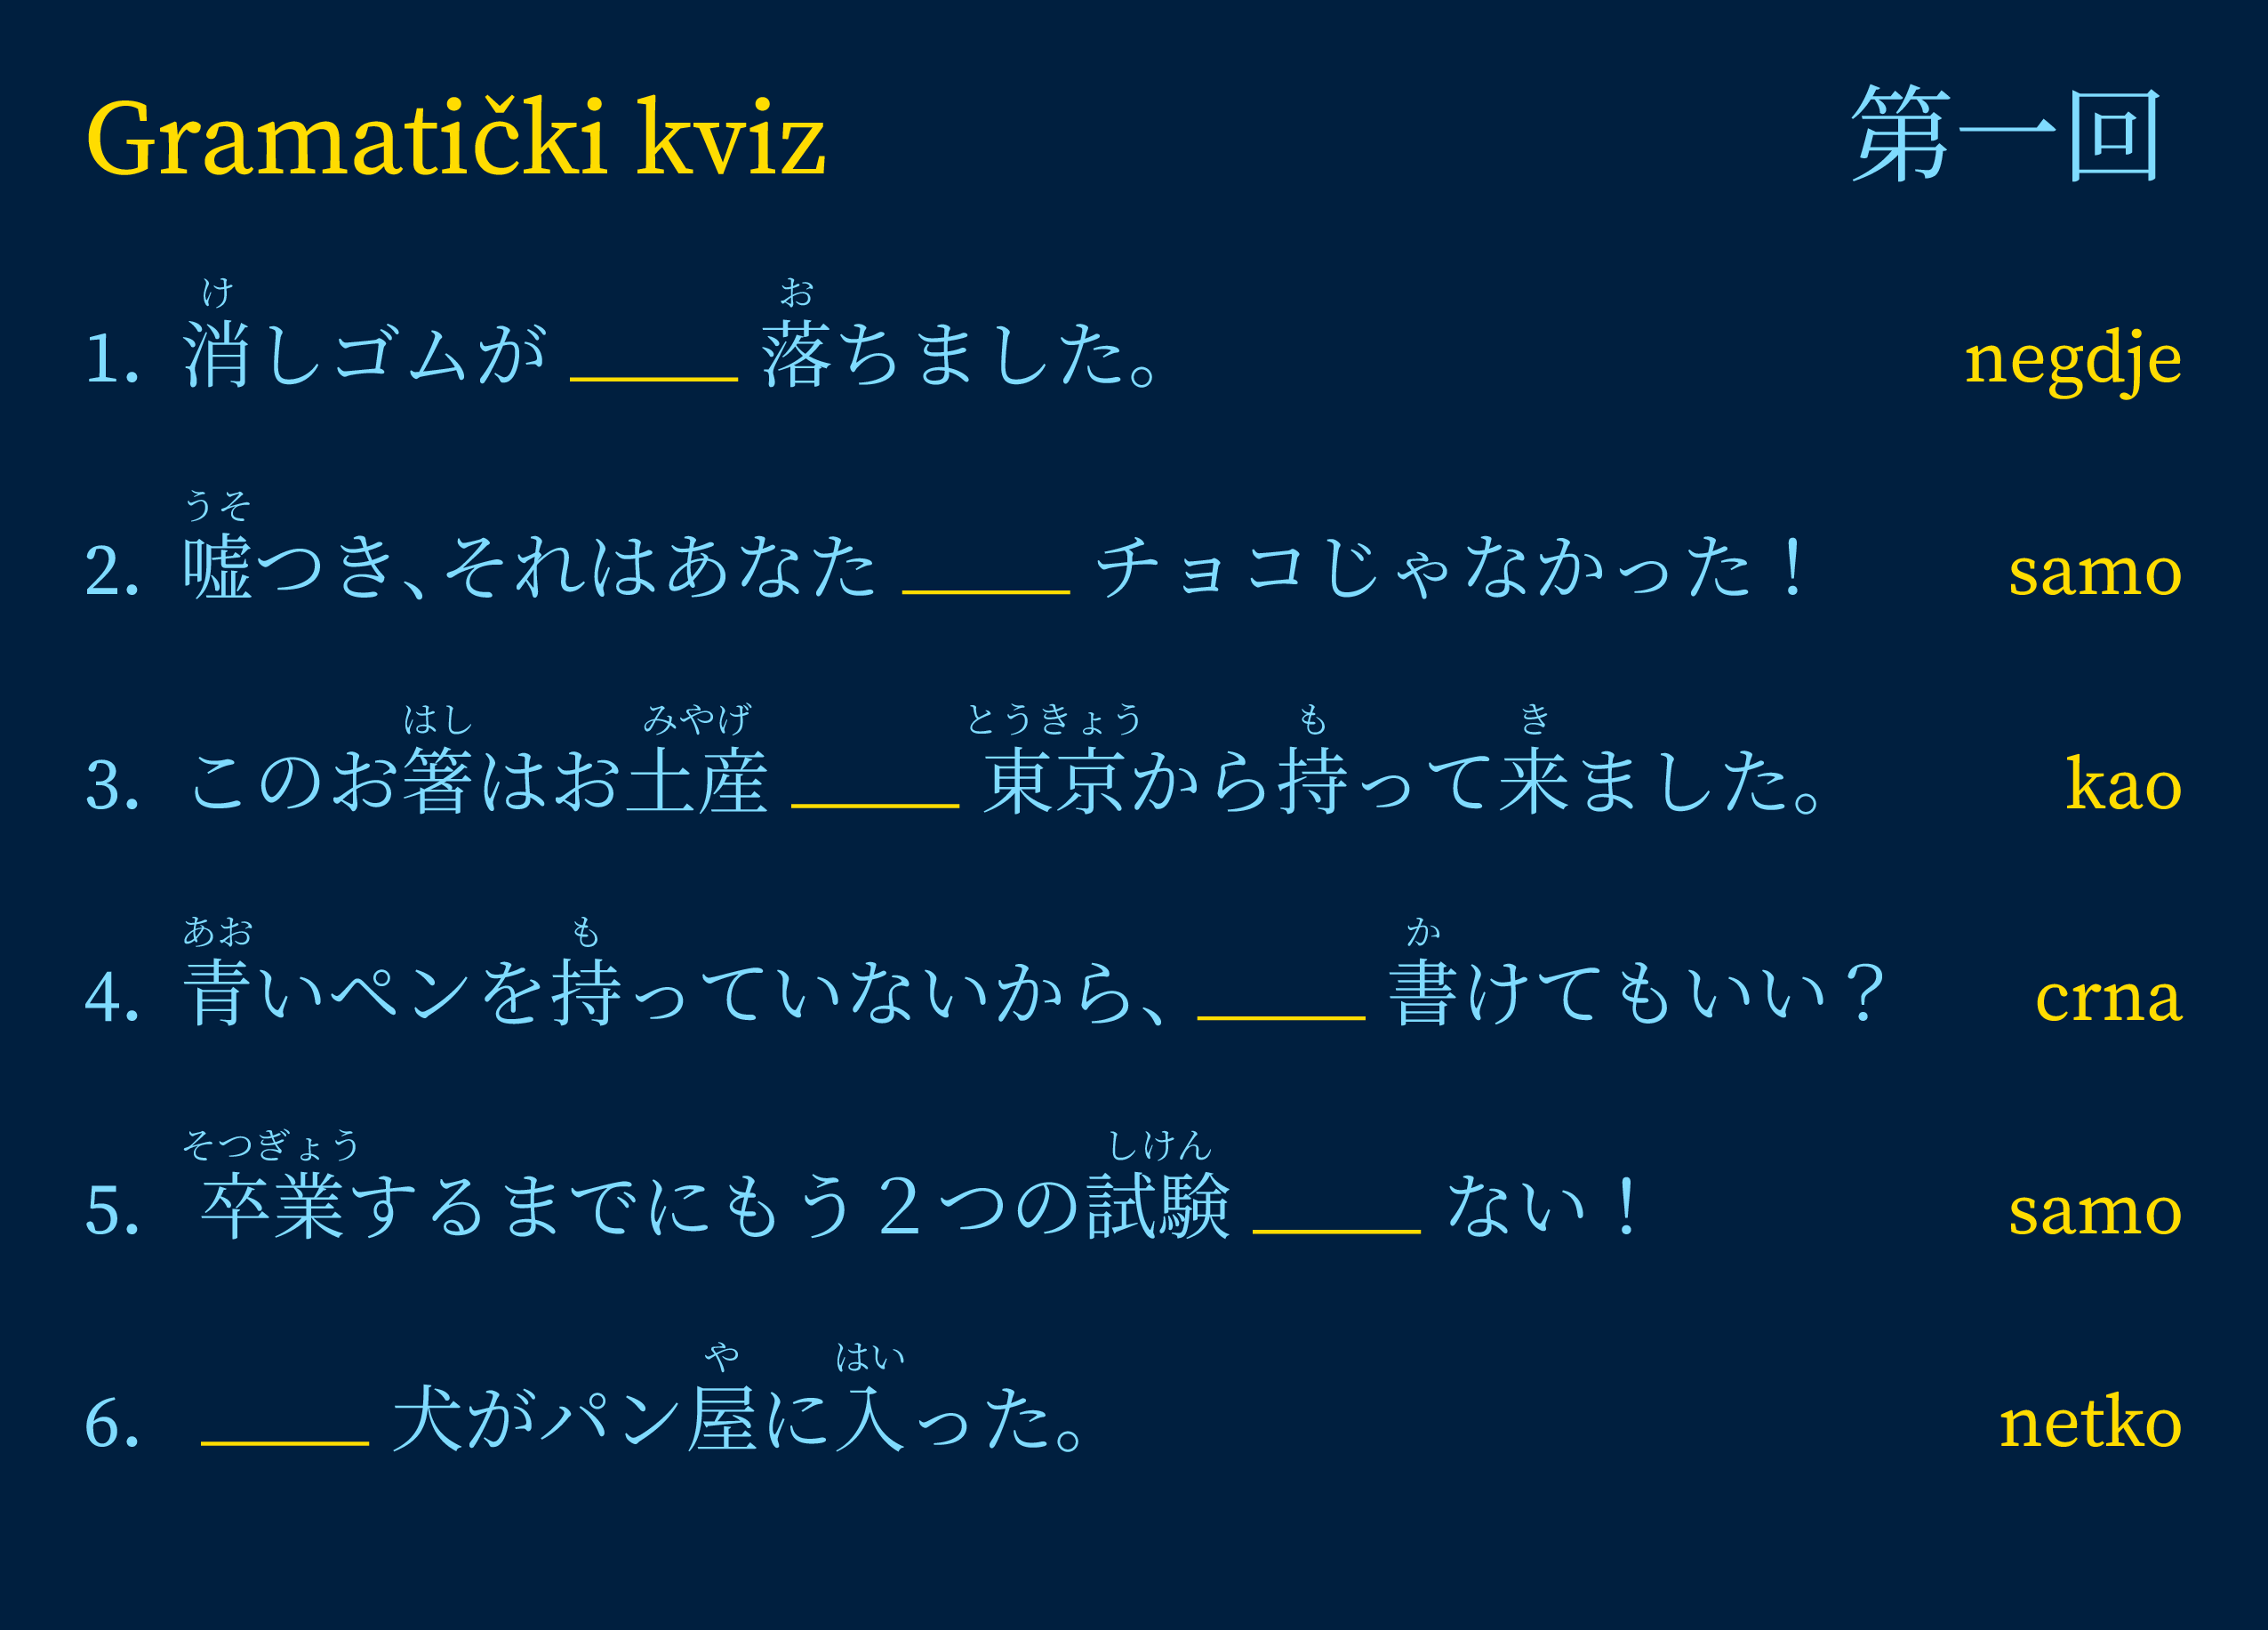 Gramatički kviz 第一回
け お
1. 消しゴムが _____ 落ちました。 negdje
うそ
2. 嘘つき、それはあなた _____ チョコじゃなかった！ samo
はし みやげ とうきょう も き
3. このお箸はお土産 _____ 東京から持って来ました。 kao
あお も か
4. 青いペンを持っていないから、_____ 書けてもいい？ crna
そつぎょう しけん
5. 卒業するまでにもう２つの試験 _____ ない！ samo
や はい
6. _____ 犬がパン屋に入った。 netko